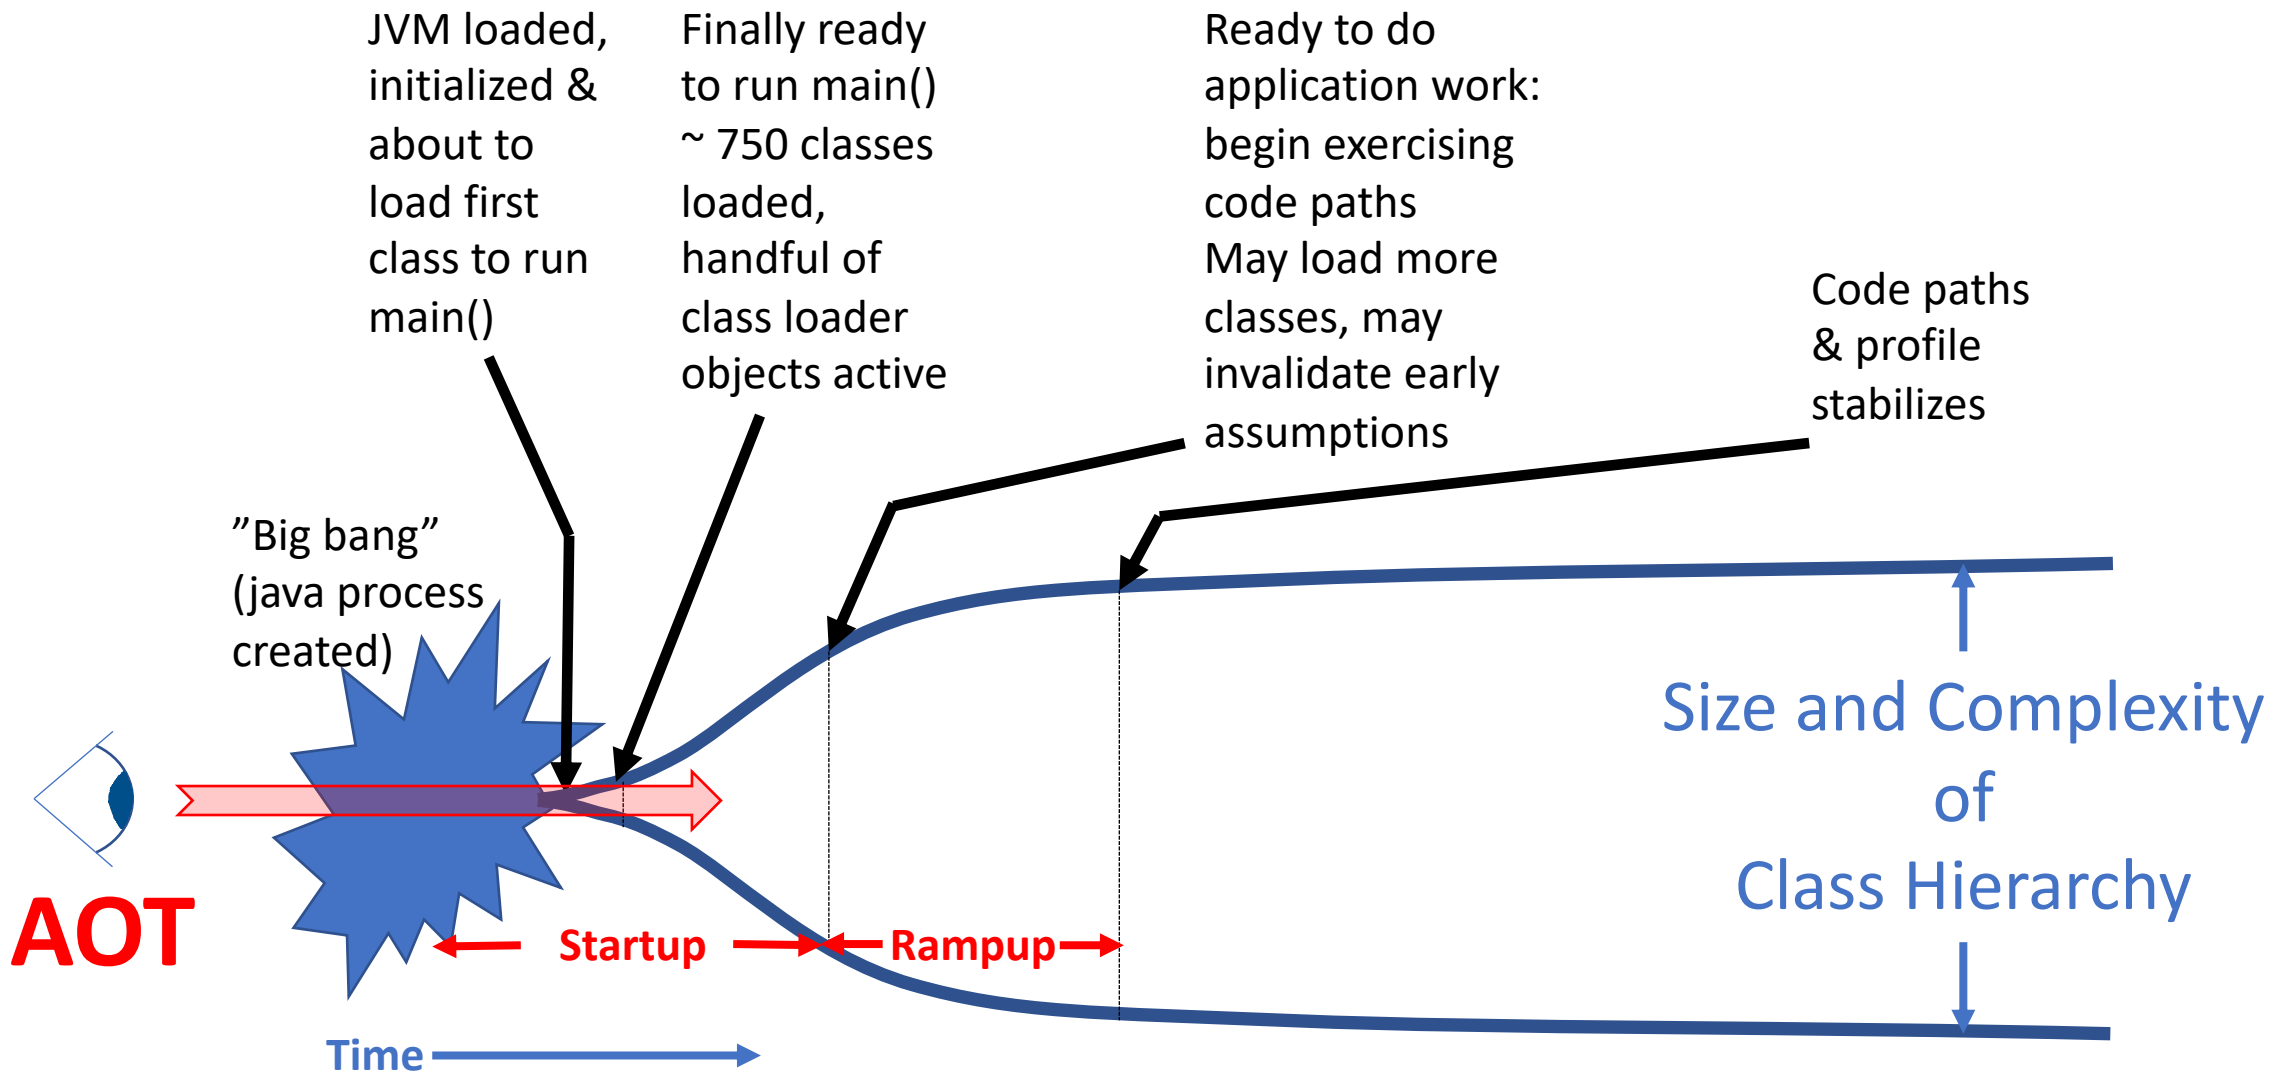 JVM loaded,
initialized &
about to
load first
class to run
main()
Finally ready
to run main()
~ 750 classes
loaded,
handful of
class loader
objects active
Ready to do
application work:
begin exercising
code paths
May load more
classes, may
invalidate early
assumptions
Code paths
& profile
stabilizes
”Big bang”
(java process
created)
Size and Complexity
of
Class Hierarchy
AOT
Startup
Rampup
Time